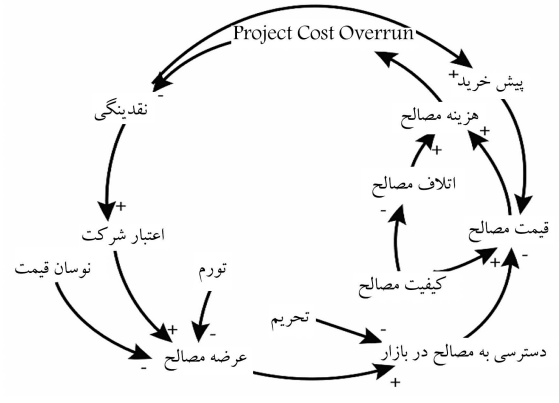 Project Cost Overrun
پیش خرید
+
-
نقدینگی
هزینه مصالح
+
+
اتلاف مصالح
-
+
اعتبار شرکت
قیمت مصالح
+
-
نوسان قیمت
تورم
کیفیت مصالح
تحریم
+
-
-
عرضه مصالح
-
دسترسی به مصالح در بازار
+